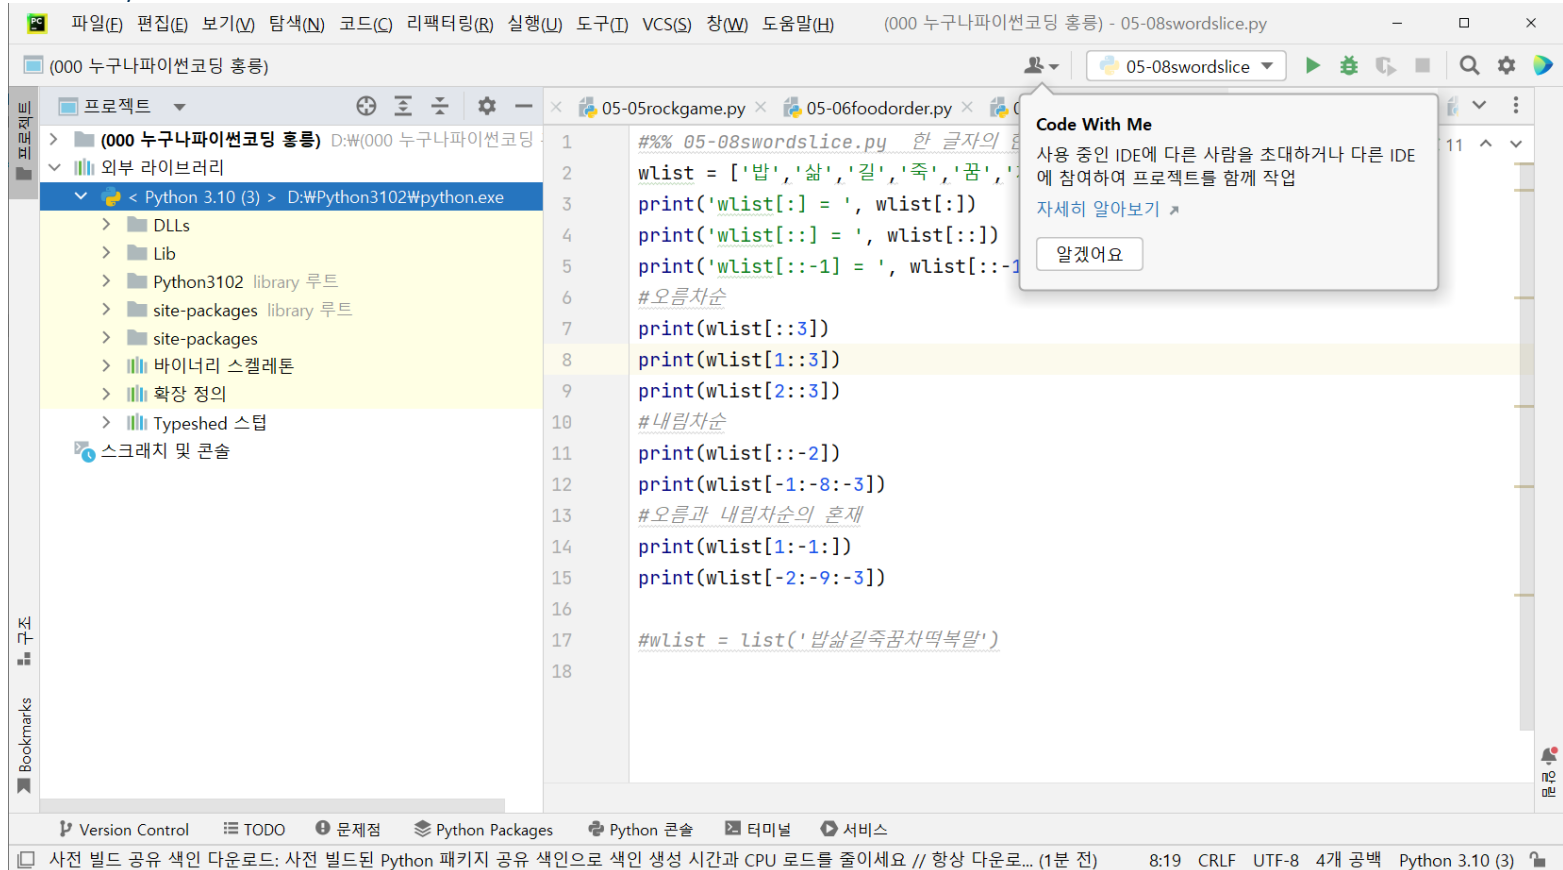 파일(F) 편집(E) 보기(V) 탐색(N) 코드(C) 리팩터링(R) 실행(U) 도구(T) VCS(S) 창(W) 도움말(H) (000 누구나파이썬코딩 홍릉) - 05-08swordslice.py
(000 누구나파이썬코딩 홍릉)
05-08swordslice
프로젝트
프로젝트
05-05rockgame.py
05-06foodorder.py
Code With Me
사용 중인 IDE에 다른 사람을 초대하거나 다른 IDE
에 참여하여 프로젝트를 함께 작업
자세히 알아보기
알겠어요
11
(000 누구나파이썬코딩 홍릉) D:₩(000 누구나파이썬코딩
외부 라이브러리
< Python 3.10 (3) > D:₩Python3102₩python.exe
DLLs
Lib
Python3102 library 루트
site-packages library 루트
site-packages
바이너리 스켈레톤
확장 정의
Typeshed 스텁
스크래치 및 콘솔
1 #%% 05-08swordslice.py 한 글자의
2 wlist = ['밥','삶','길','죽','꿈','
3 print('wlist[:] = ', wlist[:])
4 print('wlist[::] = ', wlist[::])
5 print('wlist[::-1] = ', wlist[::-1
6 #오름차순
7 print(wlist[::3])
8 print(wlist[1::3])
9 print(wlist[2::3])
10 #내림차순
11 print(wlist[::-2])
12 print(wlist[-1:-8:-3])
13 #오름과 내림차순의 혼재
14 print(wlist[1:-1:])
15 print(wlist[-2:-9:-3])
16
17 #wlist = list('밥삶길죽꿈차떡복말')
18
구조
Bookmarks
알림
Version Control TODO 문제점 Python Packages Python 콘솔 터미널 서비스
사전 빌드 공유 색인 다운로드: 사전 빌드된 Python 패키지 공유 색인으로 색인 생성 시간과 CPU 로드를 줄이세요 // 항상 다운로... (1분 전) 8:19 CRLF UTF-8 4개 공백 Python 3.10 (3)